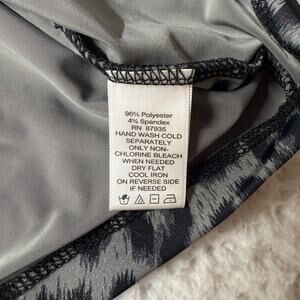 96% Polyester
4% Spandex
RN 87935
HAND WASH COLD
SEPARATELY
ONLY NON-
CHLORINE BLEACH
WHEN NEEDED
DRY FLAT
COOL IRON
ON REVERSE SIDE
IF NEEDED